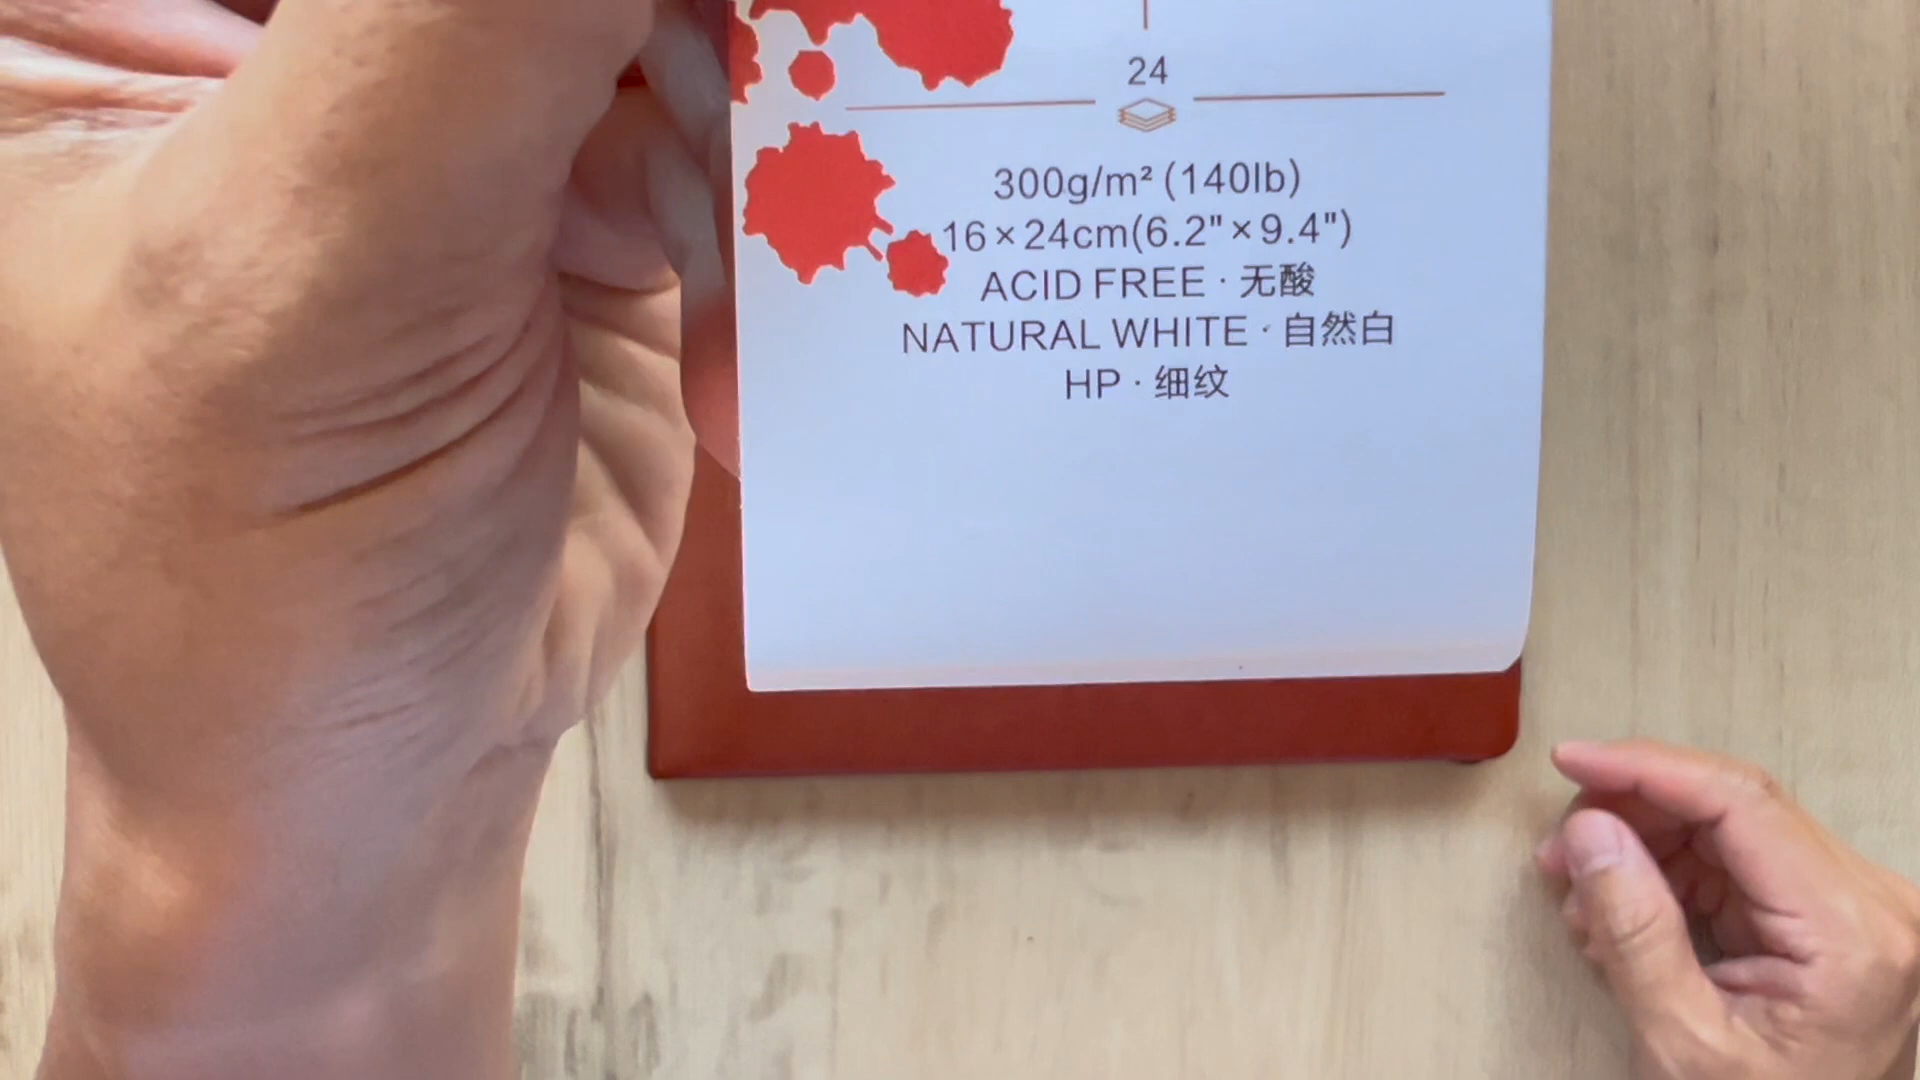 24
300g/m² (140lb)
16×24cm(6.2"×9.4")
ACID FREE · 无酸
NATURAL WHITE · 自然白
HP · 细纹